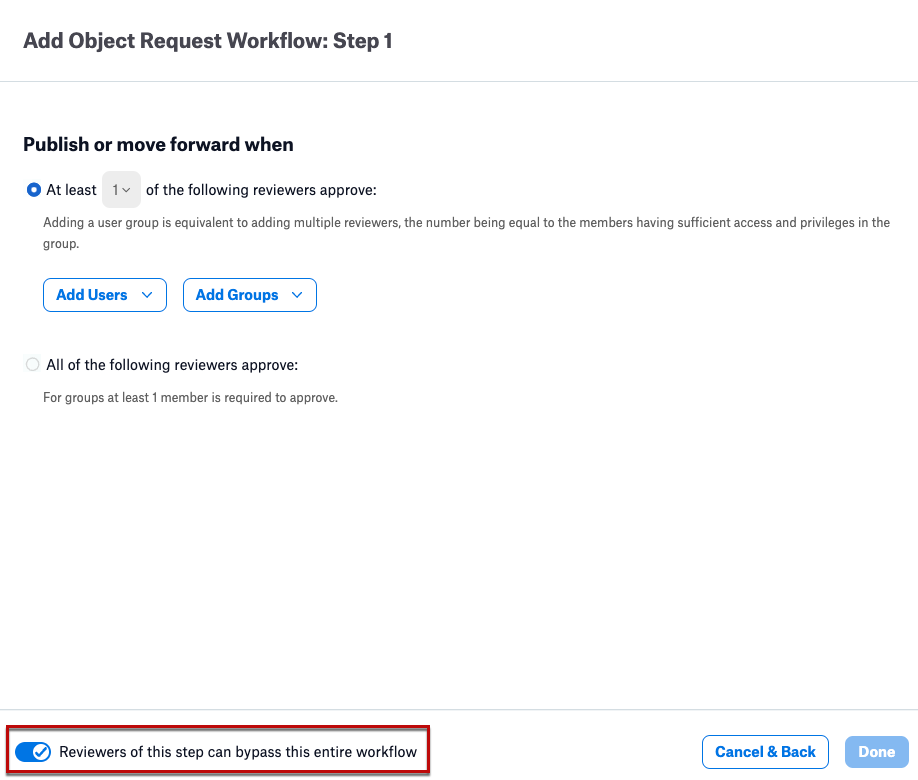 Add Object Request Workflow: Step 1
Publish or move forward when
At least 1 of the following reviewers approve:
Adding a user group is equivalent to adding multiple reviewers, the number being equal to the members having sufficient access and privileges in the
group.
Add Users Add Groups
All of the following reviewers approve:
For groups at least 1 member is required to approve.
Reviewers of this step can bypass this entire workflow Cancel & Back Done